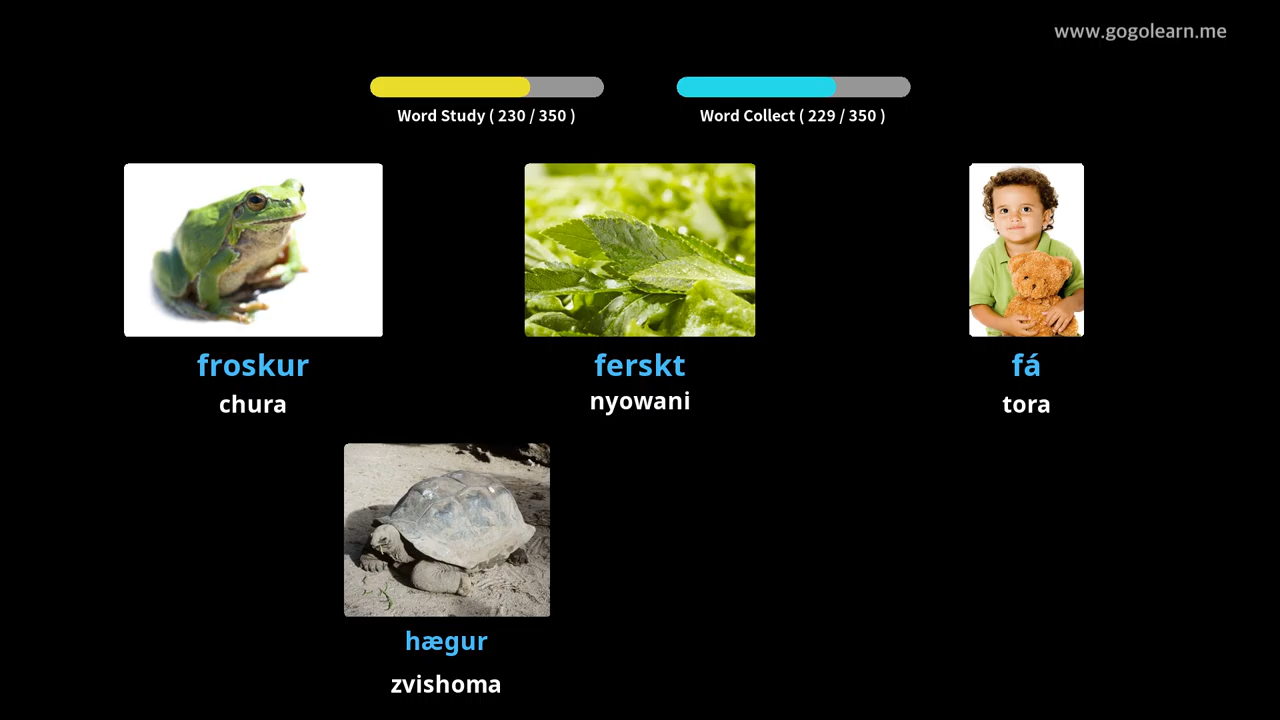 www.gogolearn.me
Word Study ( 230 / 350 )
Word Collect ( 229 / 350 )
froskur
chura
ferskt
nyowani
fá
tora
hægur
zvishoma